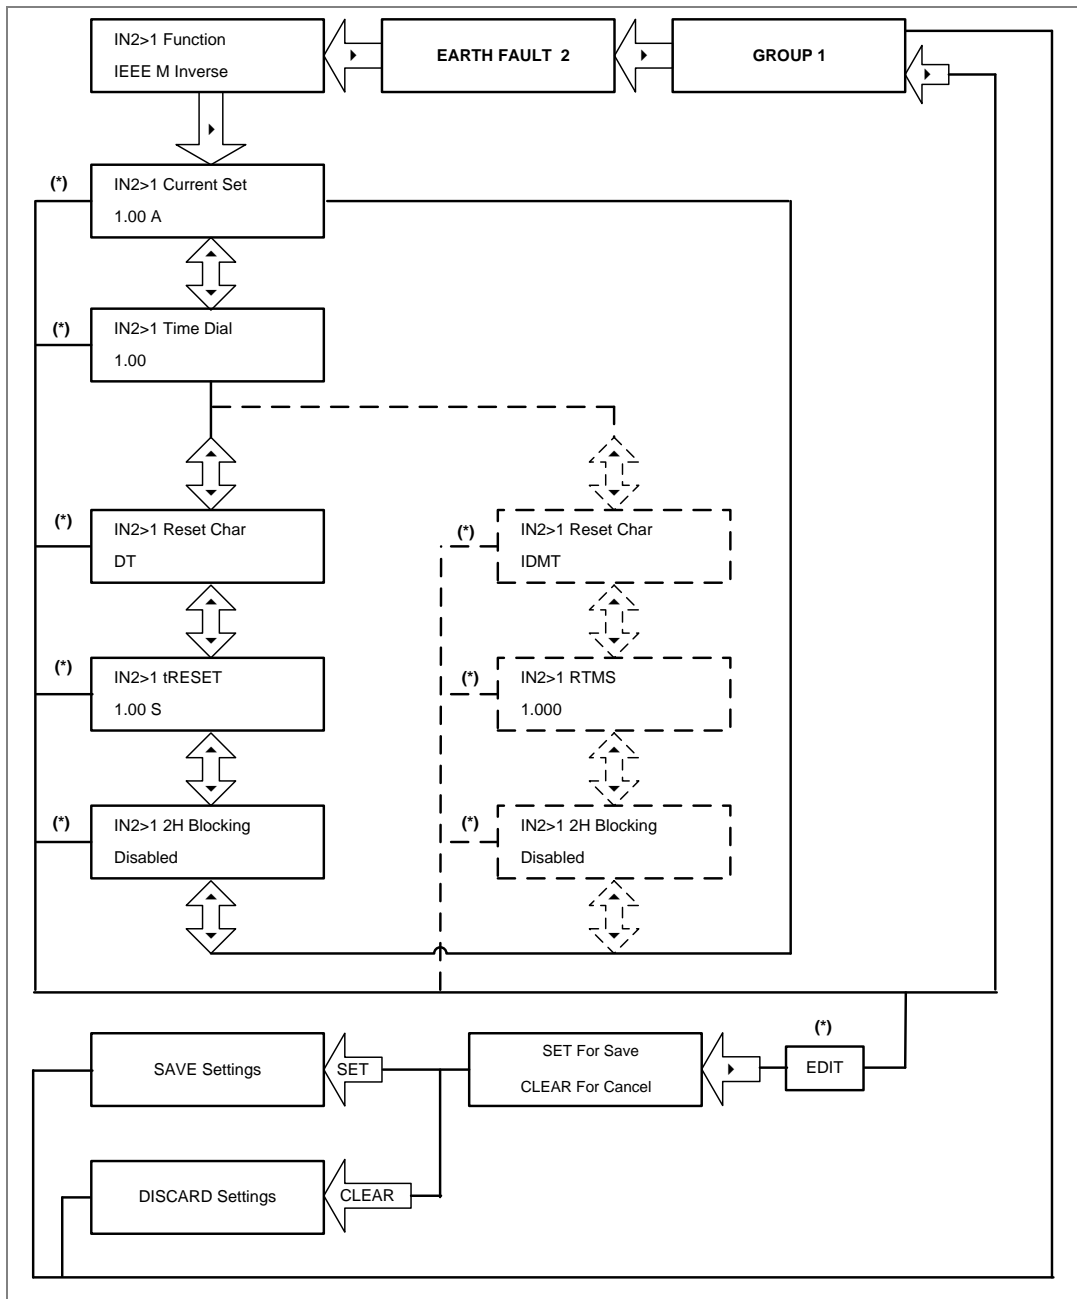 IN2>1 Function
IEEE M Inverse
EARTH FAULT 2
GROUP 1
(*)
IN2>1 Current Set
1.00 A
(*)
IN2>1 Time Dial
1.00
(*)
IN2>1 Reset Char
DT
(*)
IN2>1 Reset Char
IDMT
(*)
IN2>1 tRESET
1.00 S
(*)
IN2>1 RTMS
1.000
(*)
IN2>1 2H Blocking
Disabled
(*)
IN2>1 2H Blocking
Disabled
(*)
EDIT
SET For Save
CLEAR For Cancel
SET
SAVE Settings
CLEAR
DISCARD Settings